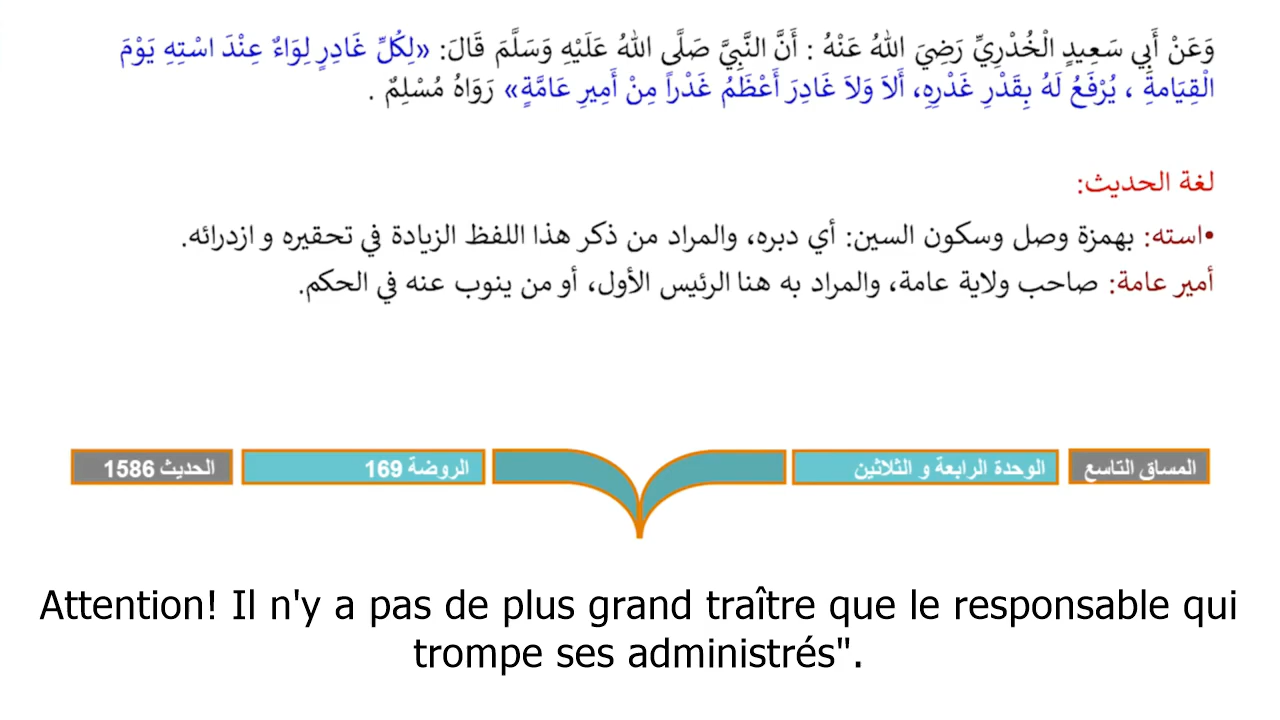 وَعَنْ أَبِي سَعِيدٍ الْخُدْرِيِّ رَضِيَ اللهُ عَنْهُ : أَنَّ النَّبِيَّ صَلَّى اللهُ عَلَيْهِ وَسَلَّمَ قَالَ: «لِكُلِّ غَادِرٍ لِوَاءٌ عِنْدَ اسْتِهِ يَوْمَ
الْقِيَامةِ ، يُرْفَعُ لَهُ بِقَدْرِ غَدْرِهِ، أَلاَ وَلاَ غَادِرَ أَعْظَمُ غَدْراً مِنْ أَمِيرِ عَامَّةٍ» رَوَاهُ مُسْلِمٌ .
لغة الحديث:
•استه: بهمزة وصل وسكون السين: أي دبره، والمراد من ذكر هذا اللفظ الزيادة في تحقيره و ازدرائه.
أمير عامة: صاحب ولاية عامة، والمراد به هنا الرئيس الأول، أو من ينوب عنه في الحكم.
المساق التاسع الوحدة الرابعة و الثلاثين الروضة 169 الحديث 1586
Attention! Il n'y a pas de plus grand traître que le responsable qui
trompe ses administrés".